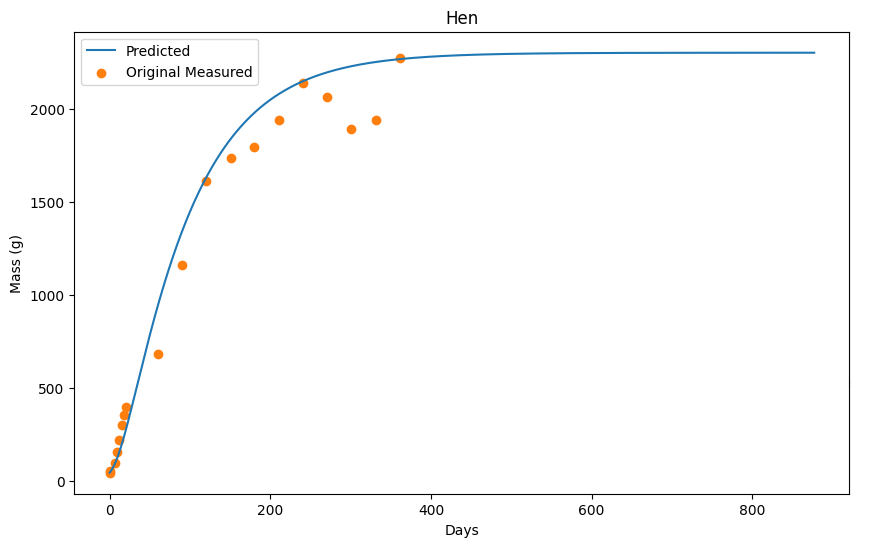 Hen
Predicted
Original Measured
Mass (g)
2000
1500
1000
500
0
0 200 400 600 800
Days